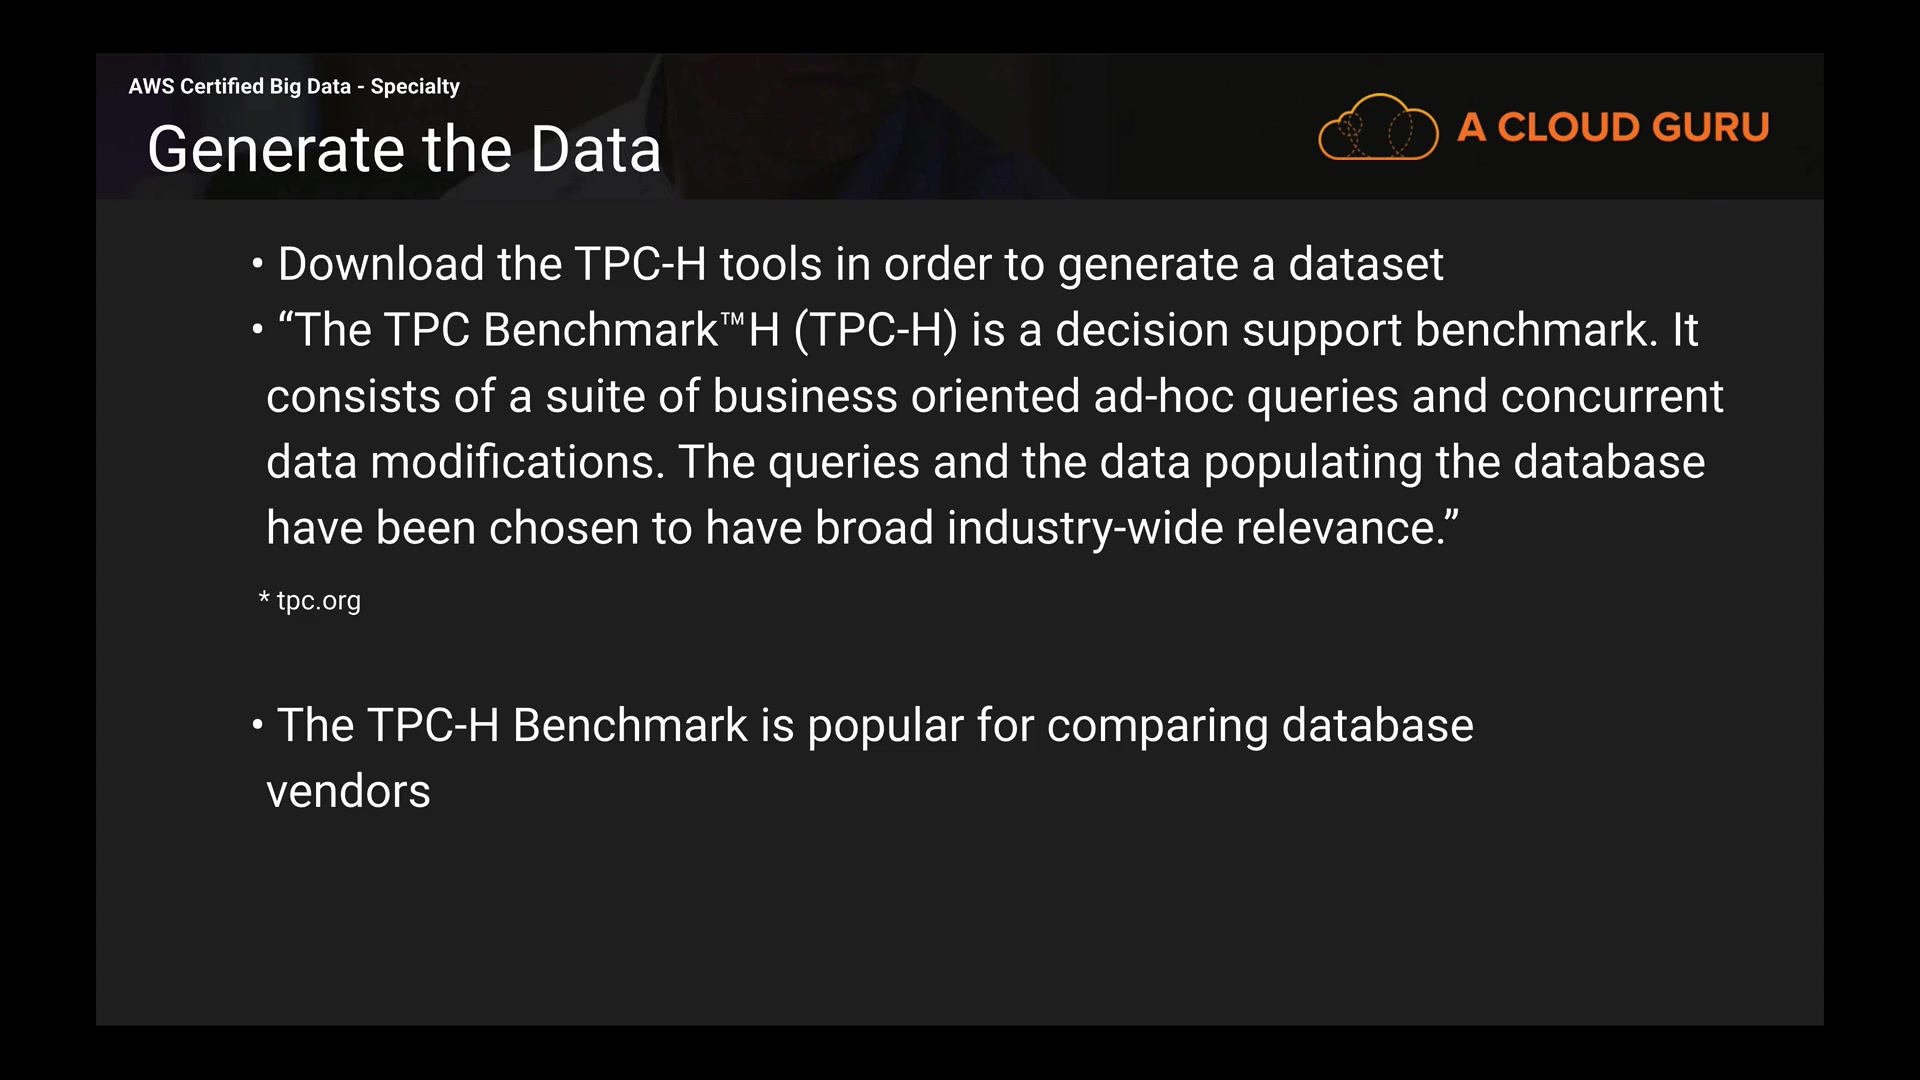 AWS Certified Big Data - Specialty
Generate the Data
A CLOUD GURU
• Download the TPC-H tools in order to generate a dataset
• “The TPC Benchmark™H (TPC-H) is a decision support benchmark. It
consists of a suite of business oriented ad-hoc queries and concurrent
data modifications. The queries and the data populating the database
have been chosen to have broad industry-wide relevance.”
* tpc.org
• The TPC-H Benchmark is popular for comparing database
vendors